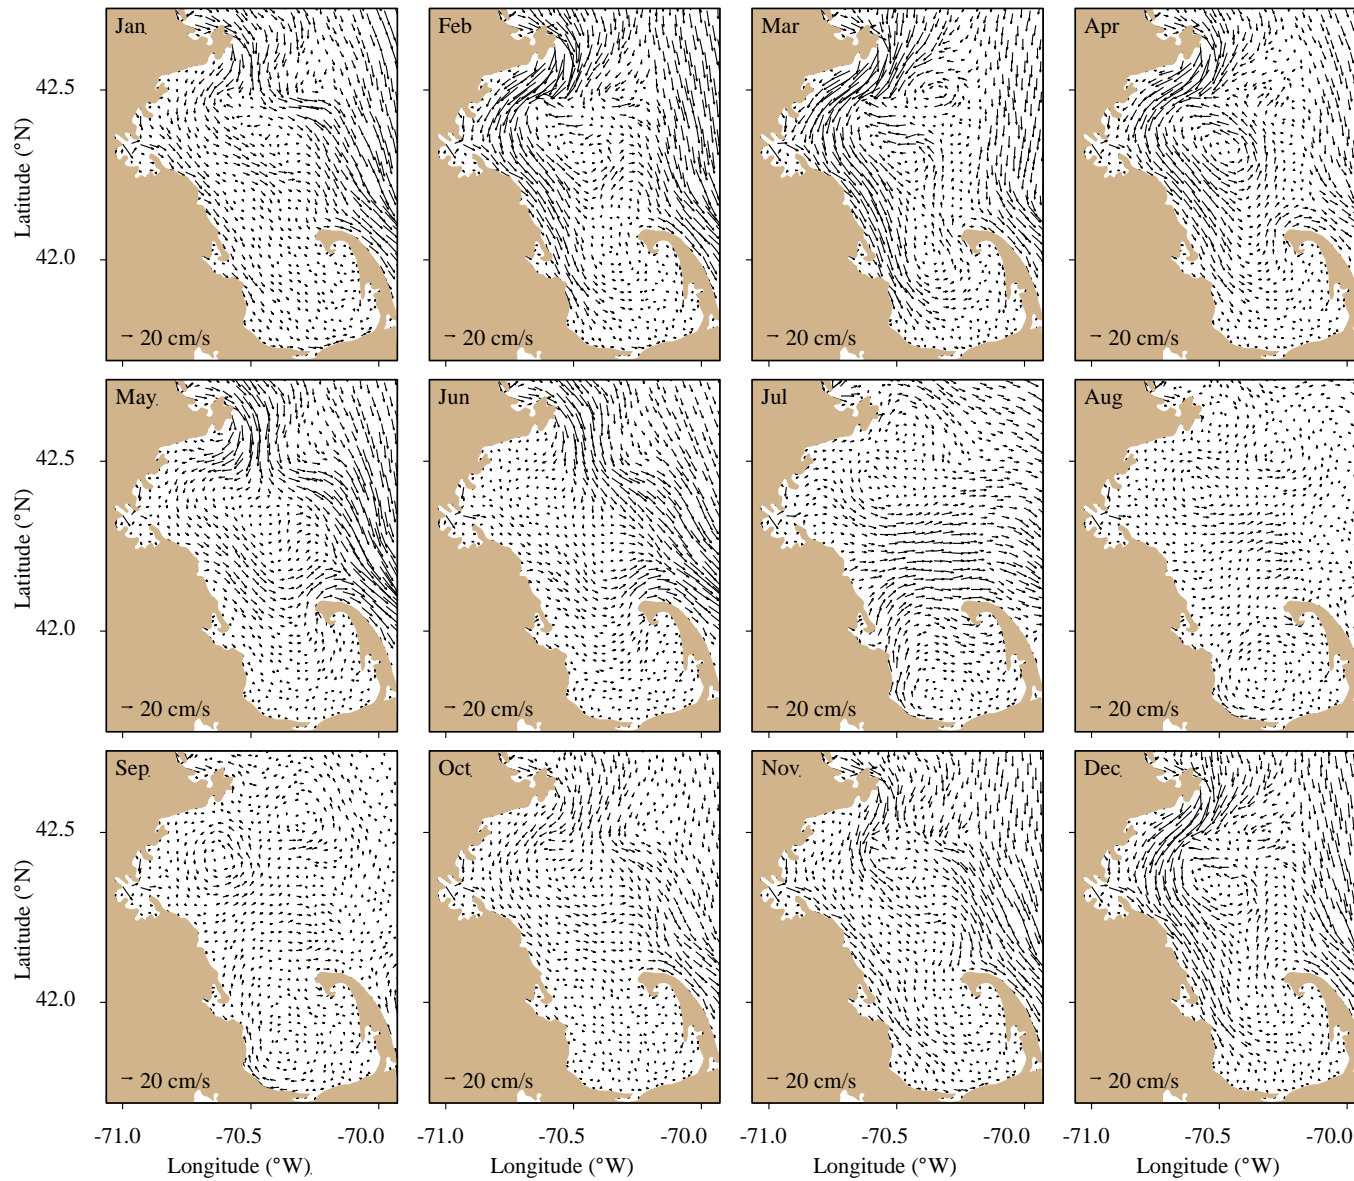 Jan
Feb
Mar
Apr
42.5
42.0
Latitude (°N)
20 cm/s
20 cm/s
20 cm/s
20 cm/s
May
Jun
Jul
Aug
42.5
42.0
Latitude (°N)
20 cm/s
20 cm/s
20 cm/s
20 cm/s
Sep
Oct
Nov
Dec
42.5
42.0
Latitude (°N)
20 cm/s
20 cm/s
20 cm/s
20 cm/s
-71.0 -70.5 -70.0
-71.0 -70.5 -70.0
-71.0 -70.5 -70.0
-71.0 -70.5 -70.0
Longitude (°W)
Longitude (°W)
Longitude (°W)
Longitude (°W)